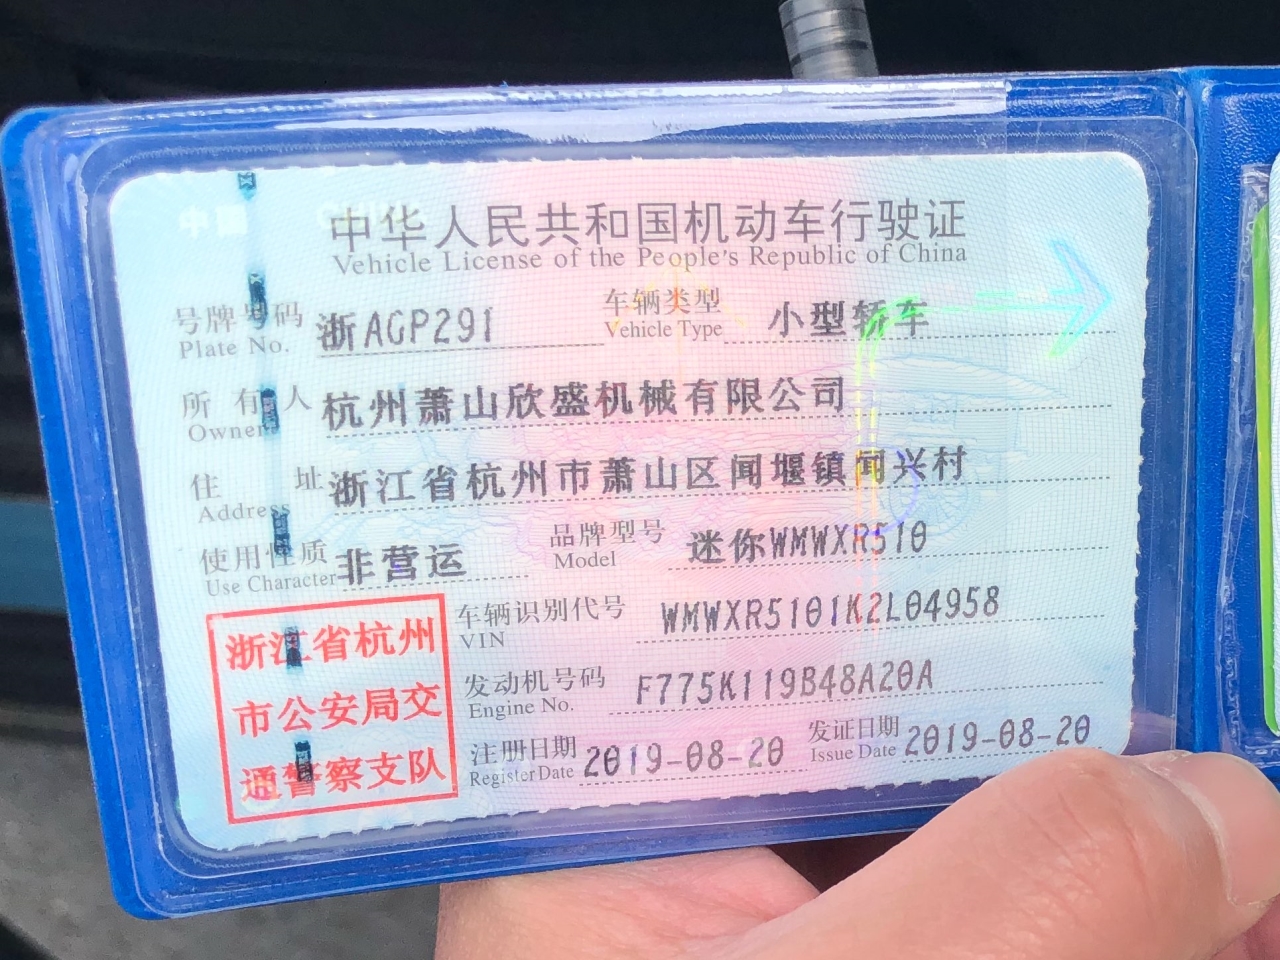 中国 CHINA
中华人民共和国机动车行驶证
Vehicle License of the People's Republic of China
号牌号码 浙AGP291 车辆类型 小型轿车
Plate No. Vehicle Type
所有人 杭州萧山欣盛机械有限公司
Owner
住址 浙江省杭州市萧山区闻堰镇闻兴村
Address
使用性质 非营运 品牌型号 迷你WMWXR510
Use Character Model
车辆识别代号 WMWXR5101K2L04958
VIN
发动机号码 F775K119B48A20A
Engine No.
注册日期 2019-08-20 发证日期 2019-08-20
Register Date Issue Date
浙江省杭州
市公安局交
通警察支队